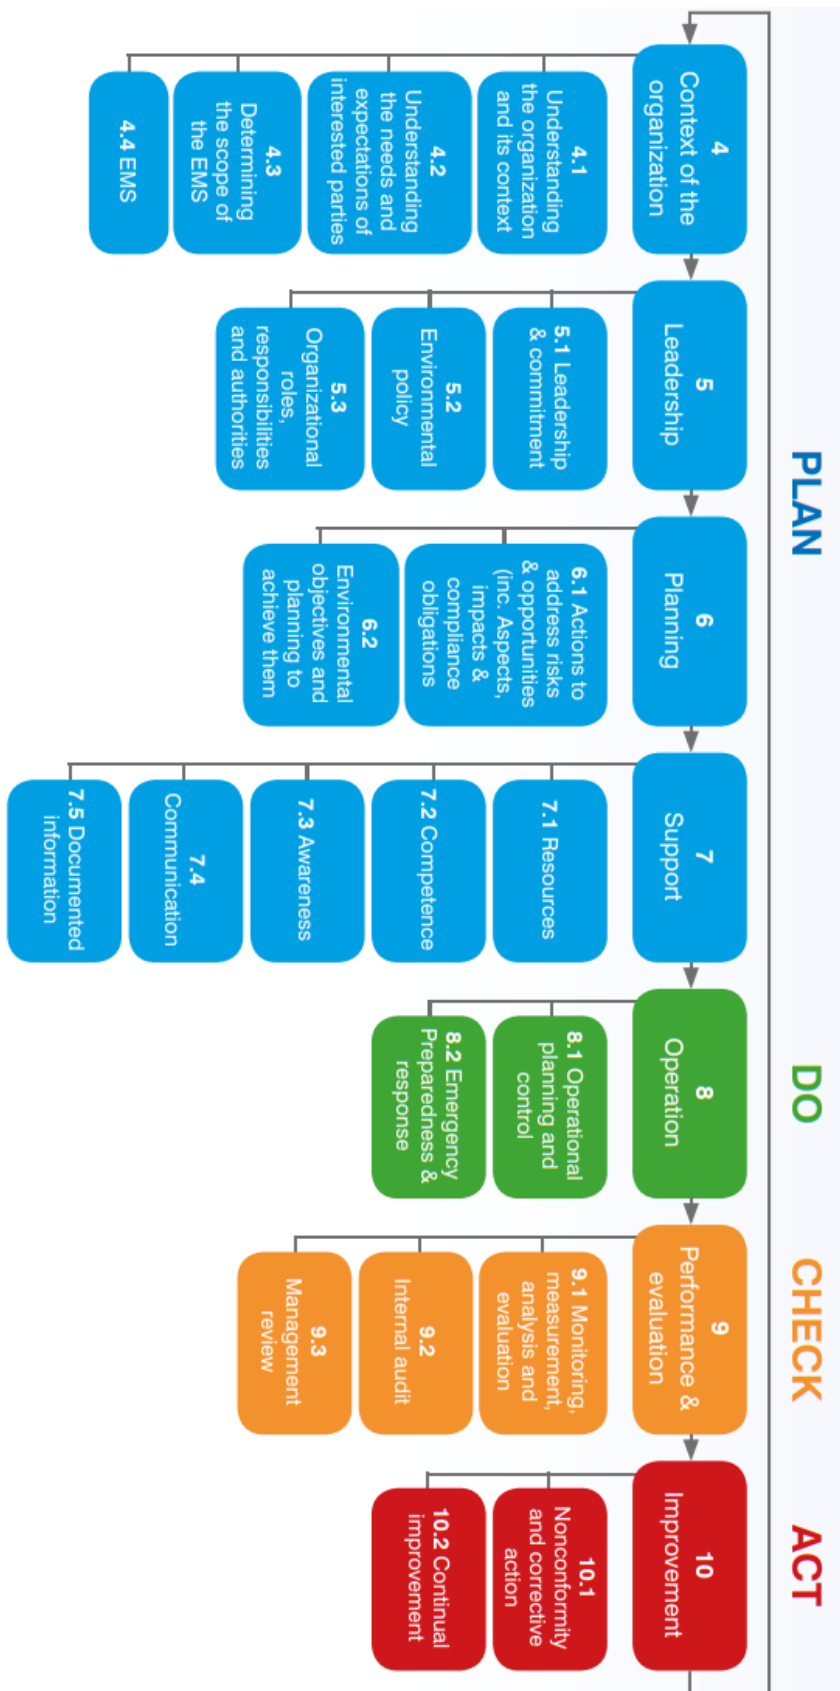 PLAN
DO
CHECK
ACT
4
Context of the
organization
4.1
Understanding
the organization
and its context
4.2
Understanding
the needs and
expectations of
interested parties
4.3
Determining
the scope of
the EMS
4.4 EMS
5
Leadership
5.1 Leadership
& commitment
5.2
Environmental
policy
5.3
Organizational
roles,
responsibilities
and authorities
6
Planning
6.1 Actions to
address risks
& opportunities
(inc. Aspects,
impacts &
compliance
obligations
6.2
Environmental
objectives and
planning to
achieve them
7
Support
7.1 Resources
7.2 Competence
7.3 Awareness
7.4
Communication
7.5 Documented
information
8
Operation
8.1 Operational
planning and
control
8.2 Emergency
Preparedness &
response
9
Performance &
evaluation
9.1 Monitoring,
measurement,
analysis and
evaluation
9.2
Internal audit
9.3
Management
review
10
Improvement
10.1
Nonconformity
and corrective
action
10.2 Continual
improvement